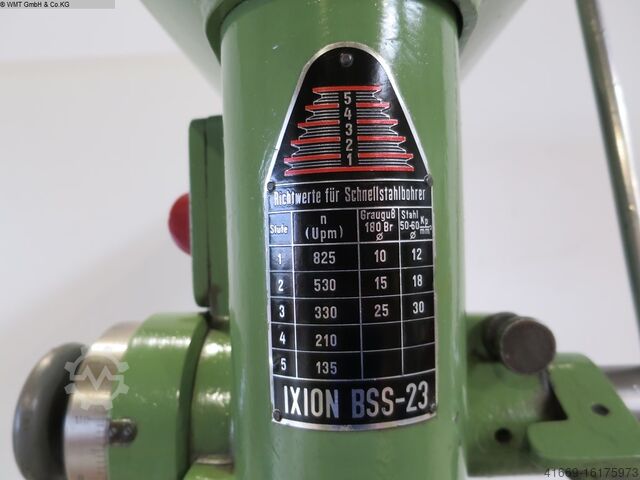 © WMT GmbH & Co.KG
5
4
3
2
1
Richtwerte für Schnellstahlbohrer
Stufe n (Upm) Grauguß 180 Br ø Stahl 50-60 Kp/mm² ø
1 825 10 12
2 530 15 18
3 330 25 30
4 210
5 135
IXION BSS-23
41669-16175973